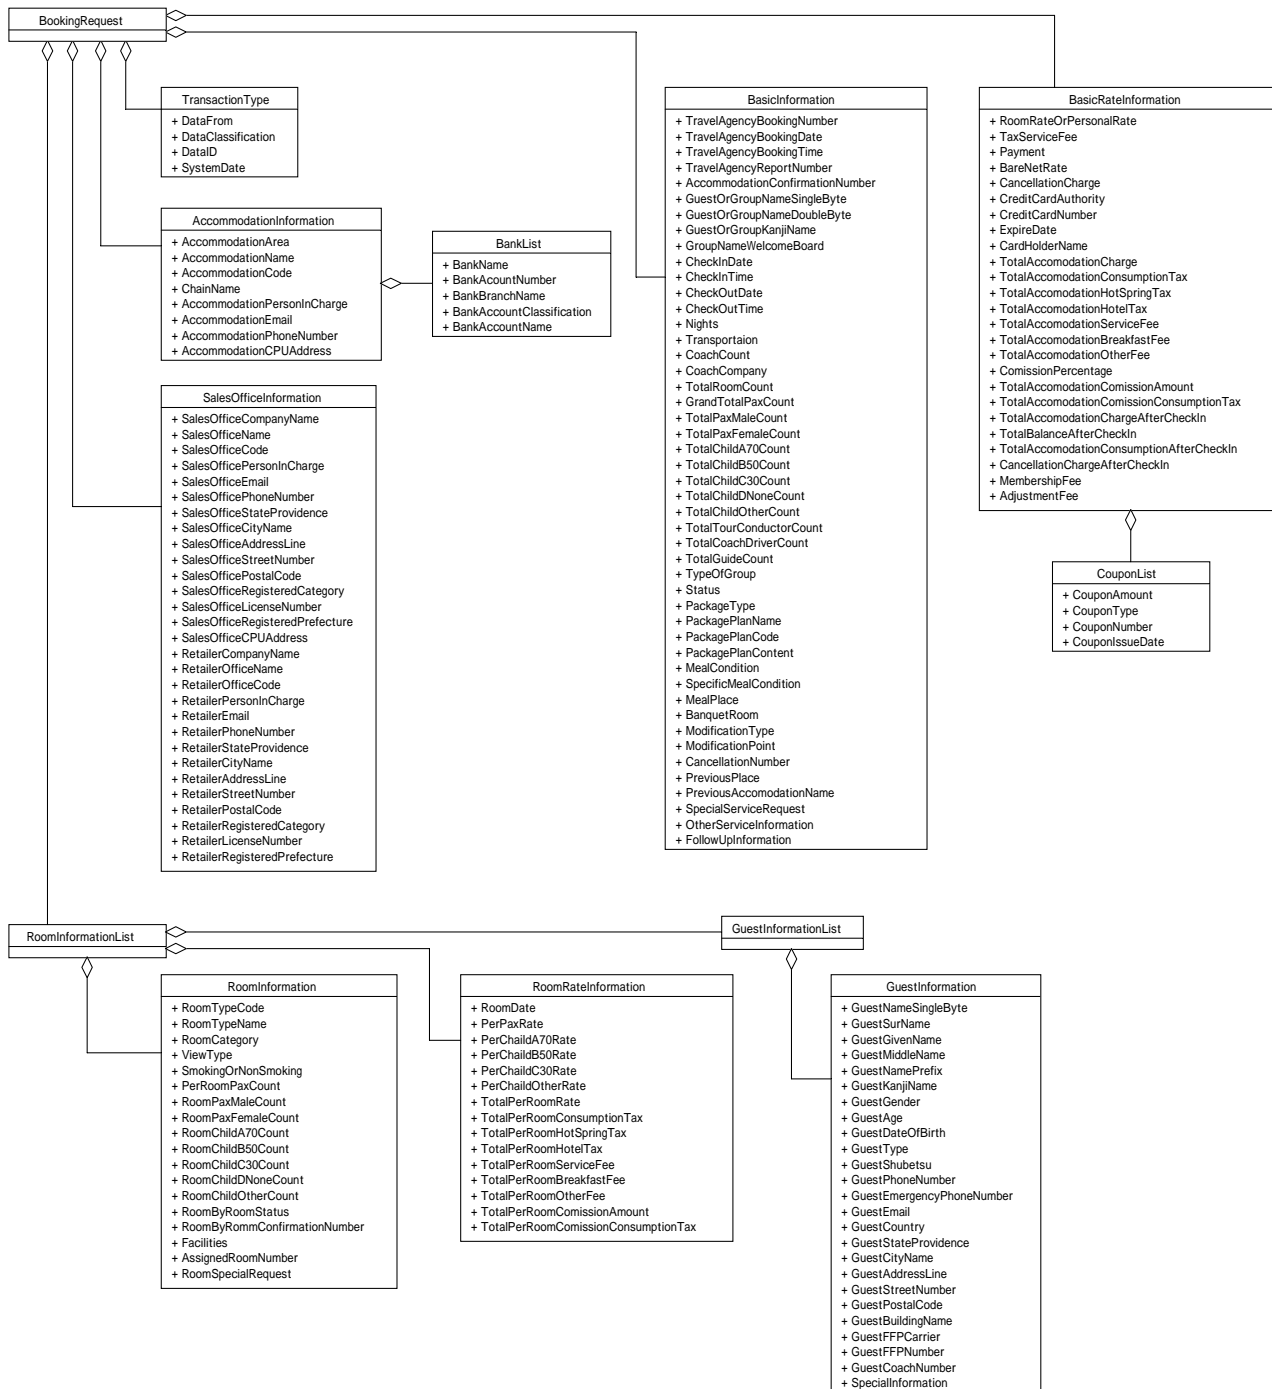 BookingRequest
TransactionType
+ DataFrom
+ DataClassification
+ DataID
+ SystemDate
AccommodationInformation
+ AccommodationArea
+ AccommodationName
+ AccommodationCode
+ ChainName
+ AccommodationPersonInCharge
+ AccommodationEmail
+ AccommodationPhoneNumber
+ AccommodationCPUAddress
BankList
+ BankName
+ BankAcountNumber
+ BankBranchName
+ BankAccountClassification
+ BankAccountName
SalesOfficeInformation
+ SalesOfficeCompanyName
+ SalesOfficeName
+ SalesOfficeCode
+ SalesOfficePersonInCharge
+ SalesOfficeEmail
+ SalesOfficePhoneNumber
+ SalesOfficeStateProvidence
+ SalesOfficeCityName
+ SalesOfficeAddressLine
+ SalesOfficeStreetNumber
+ SalesOfficePostalCode
+ SalesOfficeRegisteredCategory
+ SalesOfficeLicenseNumber
+ SalesOfficeRegisteredPrefecture
+ SalesOfficeCPUAddress
+ RetailerCompanyName
+ RetailerOfficeName
+ RetailerOfficeCode
+ RetailerPersonInCharge
+ RetailerEmail
+ RetailerPhoneNumber
+ RetailerStateProvidence
+ RetailerCityName
+ RetailerAddressLine
+ RetailerStreetNumber
+ RetailerPostalCode
+ RetailerRegisteredCategory
+ RetailerLicenseNumber
+ RetailerRegisteredPrefecture
BasicInformation
+ TravelAgencyBookingNumber
+ TravelAgencyBookingDate
+ TravelAgencyBookingTime
+ TravelAgencyReportNumber
+ AccommodationConfirmationNumber
+ GuestOrGroupNameSingleByte
+ GuestOrGroupNameDoubleByte
+ GuestOrGroupKanjiName
+ GroupNameWelcomeBoard
+ CheckInDate
+ CheckInTime
+ CheckOutDate
+ CheckOutTime
+ Nights
+ Transportaion
+ CoachCount
+ CoachCompany
+ TotalRoomCount
+ GrandTotalPaxCount
+ TotalPaxMaleCount
+ TotalPaxFemaleCount
+ TotalChildA70Count
+ TotalChildB50Count
+ TotalChildC30Count
+ TotalChildDNoneCount
+ TotalChildOtherCount
+ TotalTourConductorCount
+ TotalCoachDriverCount
+ TotalGuideCount
+ TypeOfGroup
+ Status
+ PackageType
+ PackagePlanName
+ PackagePlanCode
+ PackagePlanContent
+ MealCondition
+ SpecificMealCondition
+ MealPlace
+ BanquetRoom
+ ModificationType
+ ModificationPoint
+ CancellationNumber
+ PreviousPlace
+ PreviousAccomodationName
+ SpecialServiceRequest
+ OtherServiceInformation
+ FollowUpInformation
BasicRateInformation
+ RoomRateOrPersonalRate
+ TaxServiceFee
+ Payment
+ BareNetRate
+ CancellationCharge
+ CreditCardAuthority
+ CreditCardNumber
+ ExpireDate
+ CardHolderName
+ TotalAccomodationCharge
+ TotalAccomodationConsumptionTax
+ TotalAccomodationHotSpringTax
+ TotalAccomodationHotelTax
+ TotalAccomodationServiceFee
+ TotalAccomodationBreakfastFee
+ TotalAccomodationOtherFee
+ ComissionPercentage
+ TotalAccomodationComissionAmount
+ TotalAccomodationComissionConsumptionTax
+ TotalAccomodationChargeAfterCheckIn
+ TotalBalanceAfterCheckIn
+ TotalAccomodationConsumptionAfterCheckIn
+ CancellationChargeAfterCheckIn
+ MembershipFee
+ AdjustmentFee
CouponList
+ CouponAmount
+ CouponType
+ CouponNumber
+ CouponIssueDate
RoomInformationList
GuestInformationList
RoomInformation
+ RoomTypeCode
+ RoomTypeName
+ RoomCategory
+ ViewType
+ SmokingOrNonSmoking
+ PerRoomPaxCount
+ RoomPaxMaleCount
+ RoomPaxFemaleCount
+ RoomChildA70Count
+ RoomChildB50Count
+ RoomChildC30Count
+ RoomChildDNoneCount
+ RoomChildOtherCount
+ RoomByRoomStatus
+ RoomByRommConfirmationNumber
+ Facilities
+ AssignedRoomNumber
+ RoomSpecialRequest
RoomRateInformation
+ RoomDate
+ PerPaxRate
+ PerChaildA70Rate
+ PerChaildB50Rate
+ PerChaildC30Rate
+ PerChaildOtherRate
+ TotalPerRoomRate
+ TotalPerRoomConsumptionTax
+ TotalPerRoomHotSpringTax
+ TotalPerRoomHotelTax
+ TotalPerRoomServiceFee
+ TotalPerRoomBreakfastFee
+ TotalPerRoomOtherFee
+ TotalPerRoomComissionAmount
+ TotalPerRoomComissionConsumptionTax
GuestInformation
+ GuestNameSingleByte
+ GuestSurName
+ GuestGivenName
+ GuestMiddleName
+ GuestNamePrefix
+ GuestKanjiName
+ GuestGender
+ GuestAge
+ GuestDateOfBirth
+ GuestType
+ GuestShubetsu
+ GuestPhoneNumber
+ GuestEmergencyPhoneNumber
+ GuestEmail
+ GuestCountry
+ GuestStateProvidence
+ GuestCityName
+ GuestAddressLine
+ GuestStreetNumber
+ GuestPostalCode
+ GuestBuildingName
+ GuestFFPCarrier
+ GuestFFPNumber
+ GuestCoachNumber
+ SpecialInformation